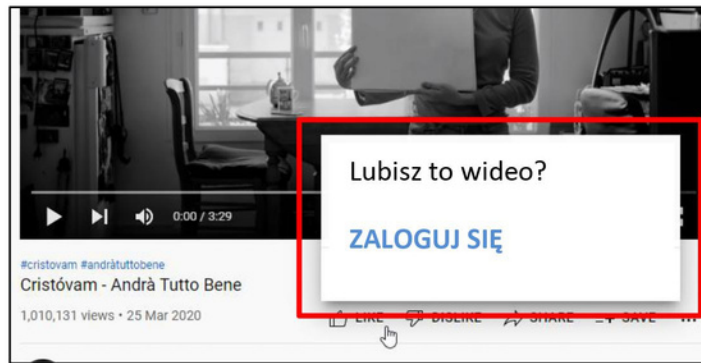 Lubisz to wideo?
ZALOGUJ SIĘ
0:00 / 3:29
#cristovam #andràtuttobene
Cristóvam - Andrà Tutto Bene
1,010,131 views • 25 Mar 2020
LIKE DISLIKE SHARE SAVE